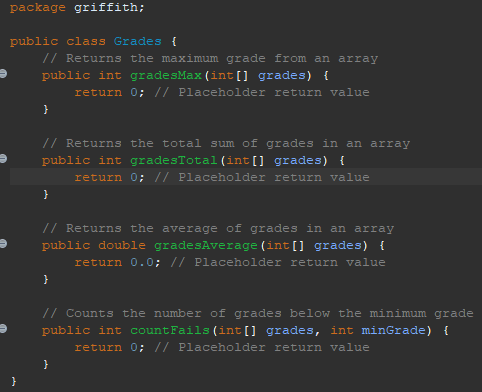 package griffith;

public class Grades {
    // Returns the maximum grade from an array
    public int gradesMax(int[] grades) {
        return 0; // Placeholder return value
    }

    // Returns the total sum of grades in an array
    public int gradesTotal(int[] grades) {
        return 0; // Placeholder return value
    }

    // Returns the average of grades in an array
    public double gradesAverage(int[] grades) {
        return 0.0; // Placeholder return value
    }

    // Counts the number of grades below the minimum grade
    public int countFails(int[] grades, int minGrade) {
        return 0; // Placeholder return value
    }
}